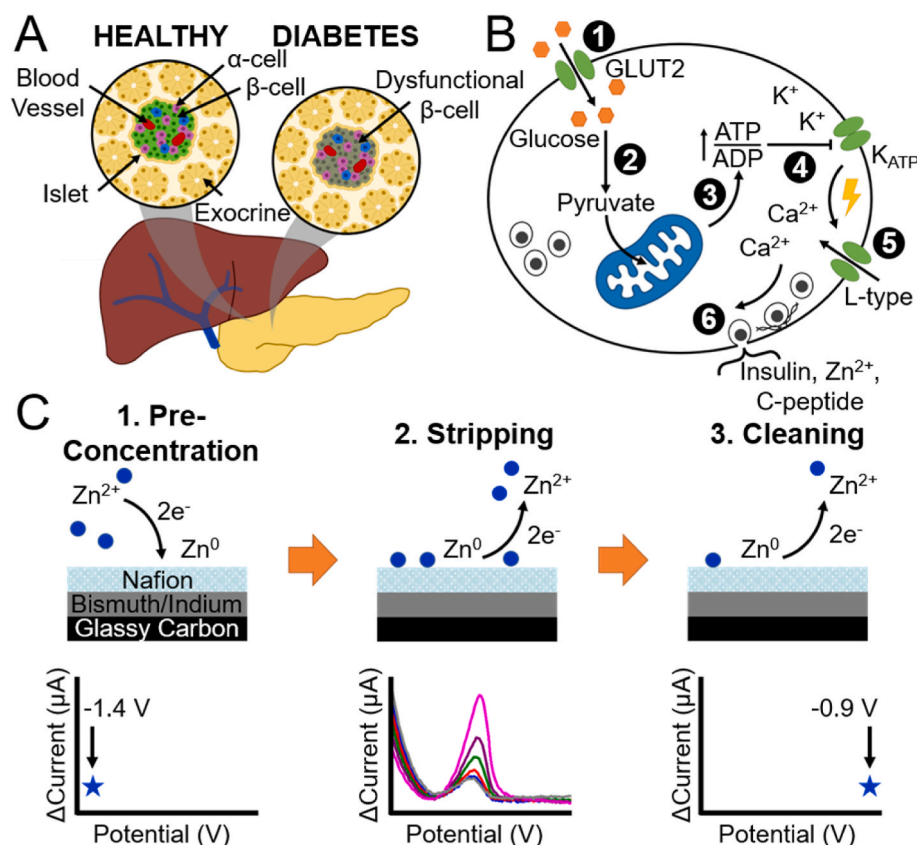 A
HEALTHY
DIABETES
Blood
Vessel
α-cell
β-cell
Dysfunctional
β-cell
Islet
Exocrine
B
1
GLUT2
Glucose
2
Pyruvate
3
↑ATP
ADP
4
K⁺
K⁺
K_ATP
Ca²⁺
Ca²⁺
5
L-type
6
Insulin, Zn²⁺,
C-peptide
C
1. Pre-
Concentration
Zn²⁺
2e⁻
Zn⁰
Nafion
Bismuth/Indium
Glassy Carbon
2. Stripping
Zn²⁺
Zn⁰
2e⁻
3. Cleaning
Zn²⁺
Zn⁰
2e⁻
ΔCurrent (µA)
-1.4 V
Potential (V)
ΔCurrent (µA)
Potential (V)
ΔCurrent (µA)
-0.9 V
Potential (V)